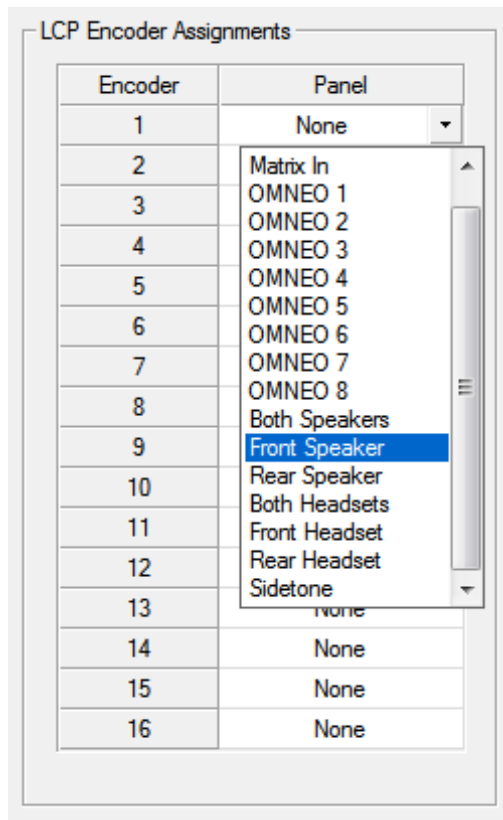 LCP Encoder Assignments
Encoder Panel
1 None
2 Matrix In
OMNEO 1
3 OMNEO 2
OMNEO 3
4 OMNEO 4
5 OMNEO 5
6 OMNEO 6
7 OMNEO 7
OMNEO 8
8 Both Speakers
9 Front Speaker
Rear Speaker
10 Both Headsets
11 Front Headset
12 Rear Headset
Sidetone
13 None
14 None
15 None
16 None